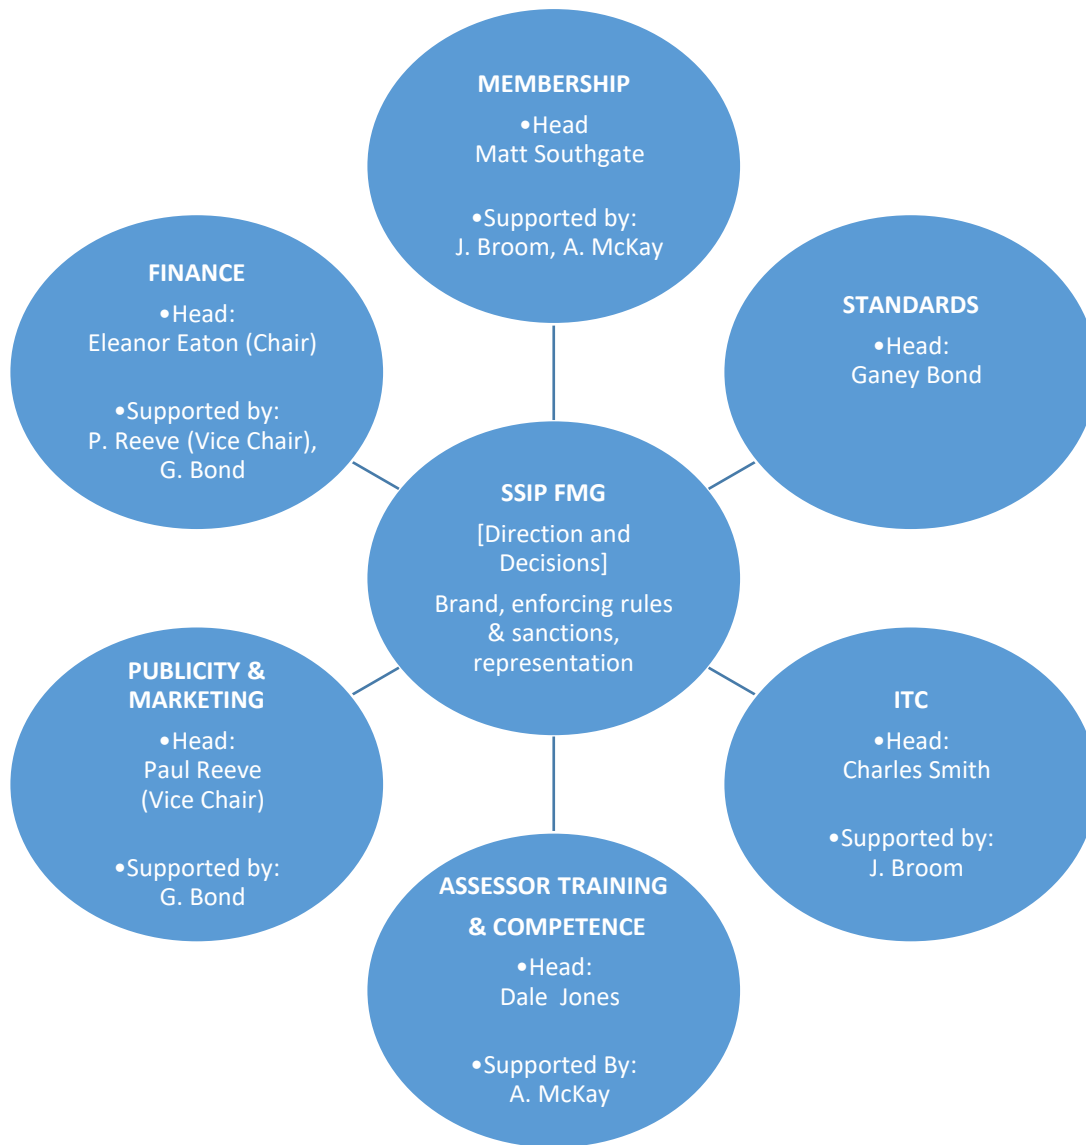 MEMBERSHIP
•Head
Matt Southgate
•Supported by:
J. Broom, A. McKay
FINANCE
•Head:
Eleanor Eaton (Chair)
•Supported by:
P. Reeve (Vice Chair),
G. Bond
STANDARDS
•Head:
Ganey Bond
SSIP FMG
[Direction and
Decisions]
Brand, enforcing rules
& sanctions,
representation
PUBLICITY &
MARKETING
•Head:
Paul Reeve
(Vice Chair)
•Supported by:
G. Bond
ITC
•Head:
Charles Smith
•Supported by:
J. Broom
ASSESSOR TRAINING
& COMPETENCE
•Head:
Dale  Jones
•Supported By:
A. McKay